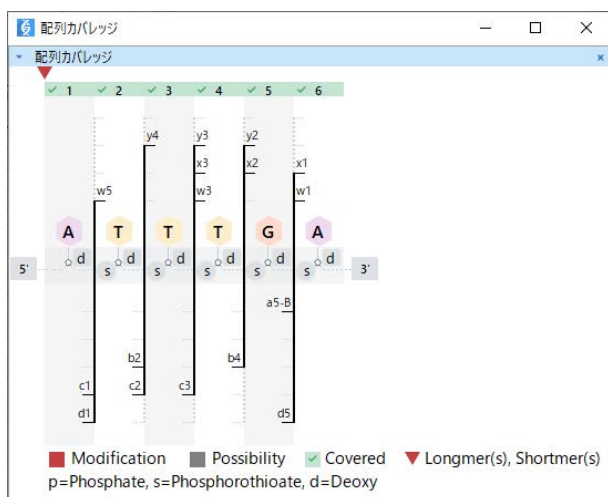 配列カバレッジ
配列カバレッジ
1 2 3 4 5 6
y4 y3 y2
x3 x2 x1
w5 w3 w1
A T T T G A
d d d d d d
5' s s s s s 3'
a5-B
b2 b4
c1 c2 c3
d1 d5
Modification Possibility Covered Longmer(s), Shortmer(s)
p=Phosphate, s=Phosphorothioate, d=Deoxy